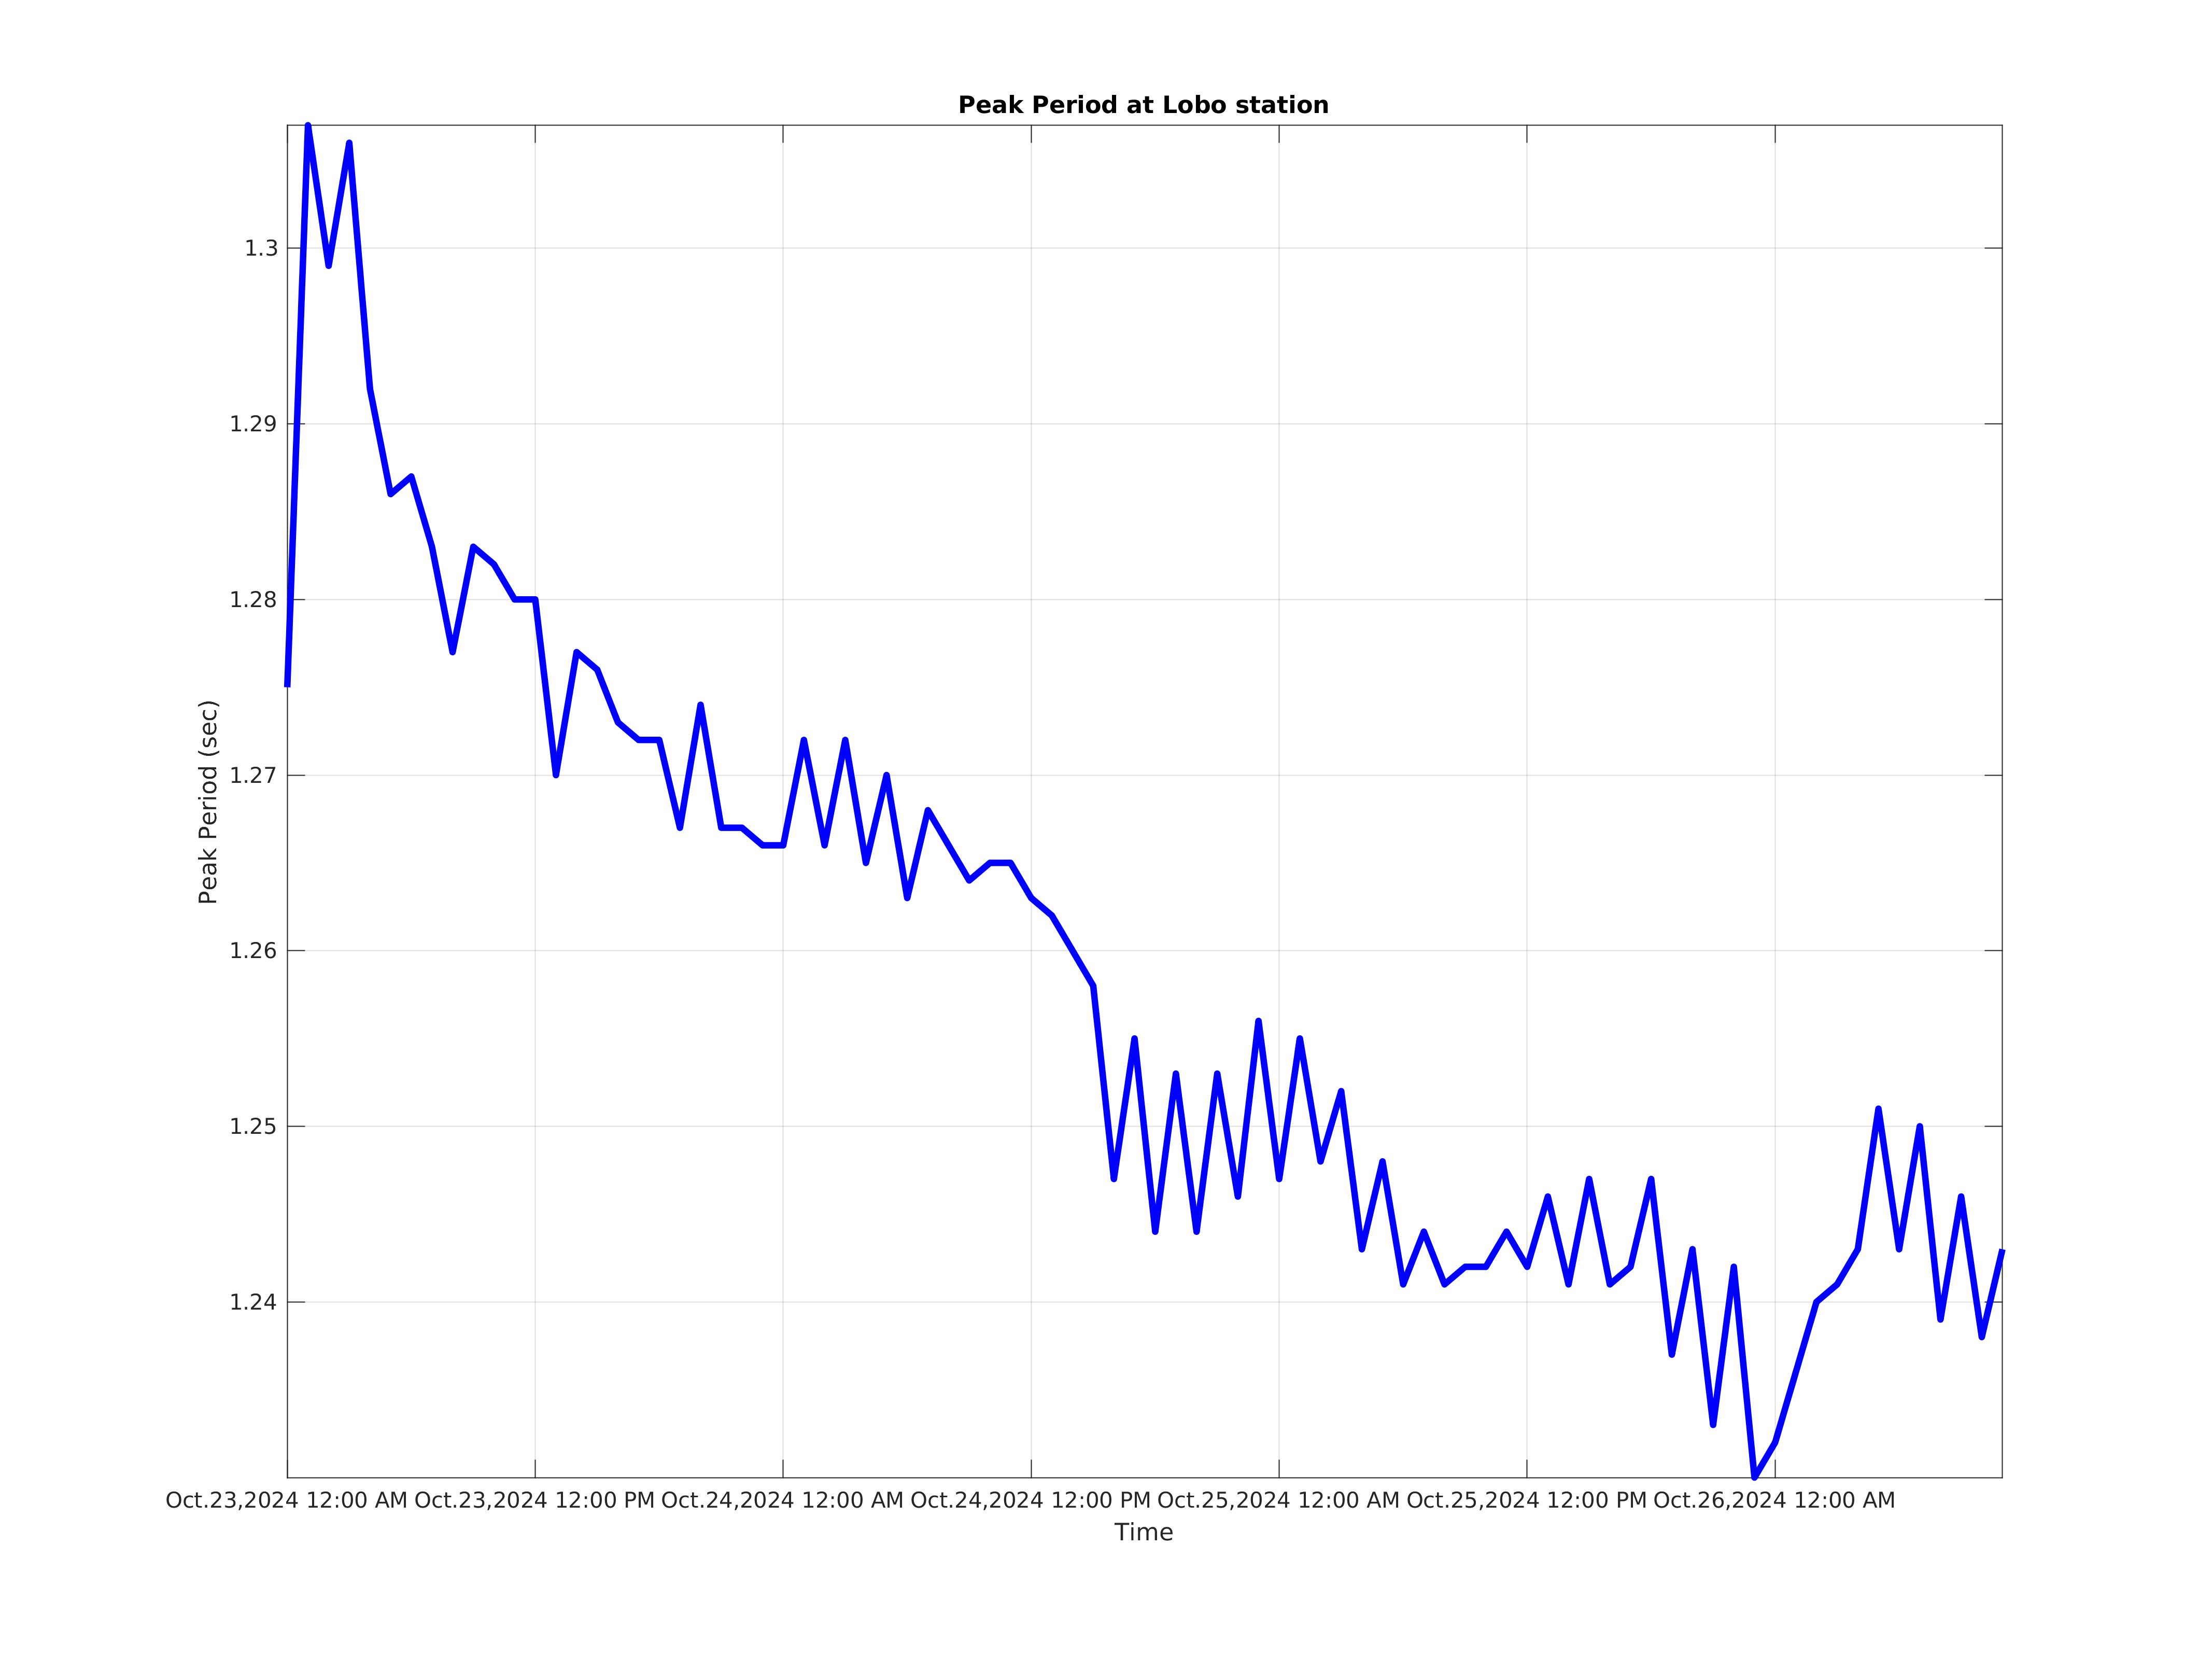 Peak Period at Lobo station
1.3
1.29
1.28
1.27
1.26
1.25
1.24
Peak Period (sec)
Oct.23,2024 12:00 AM Oct.23,2024 12:00 PM Oct.24,2024 12:00 AM Oct.24,2024 12:00 PM Oct.25,2024 12:00 AM Oct.25,2024 12:00 PM Oct.26,2024 12:00 AM
Time